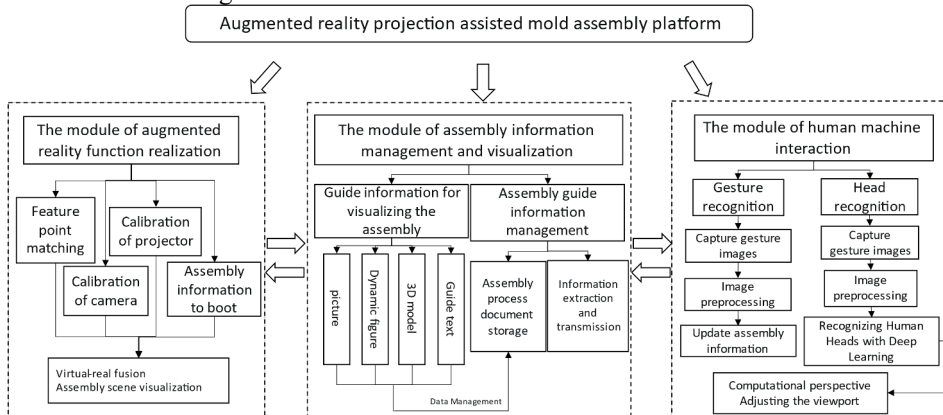 Augmented reality projection assisted mold assembly platform
The module of augmented
reality function realization
Feature
point
matching
Calibration
of projector
Calibration
of camera
Assembly
information
to boot
Virtual-real fusion
Assembly scene visualization
The module of assembly information
management and visualization
Guide information for
visualizing the
assembly
Assembly guide
information
management
picture
Dynamic figure
3D model
Guide text
Assembly
process
document
storage
Information
extraction and
transmission
Data Management
The module of human machine
interaction
Gesture
recognition
Capture gesture
images
Image
preprocessing
Update assembly
information
Head
recognition
Capture
gesture images
Image
preprocessing
Recognizing Human
Heads with Deep
Learning
Computational perspective
Adjusting the viewport